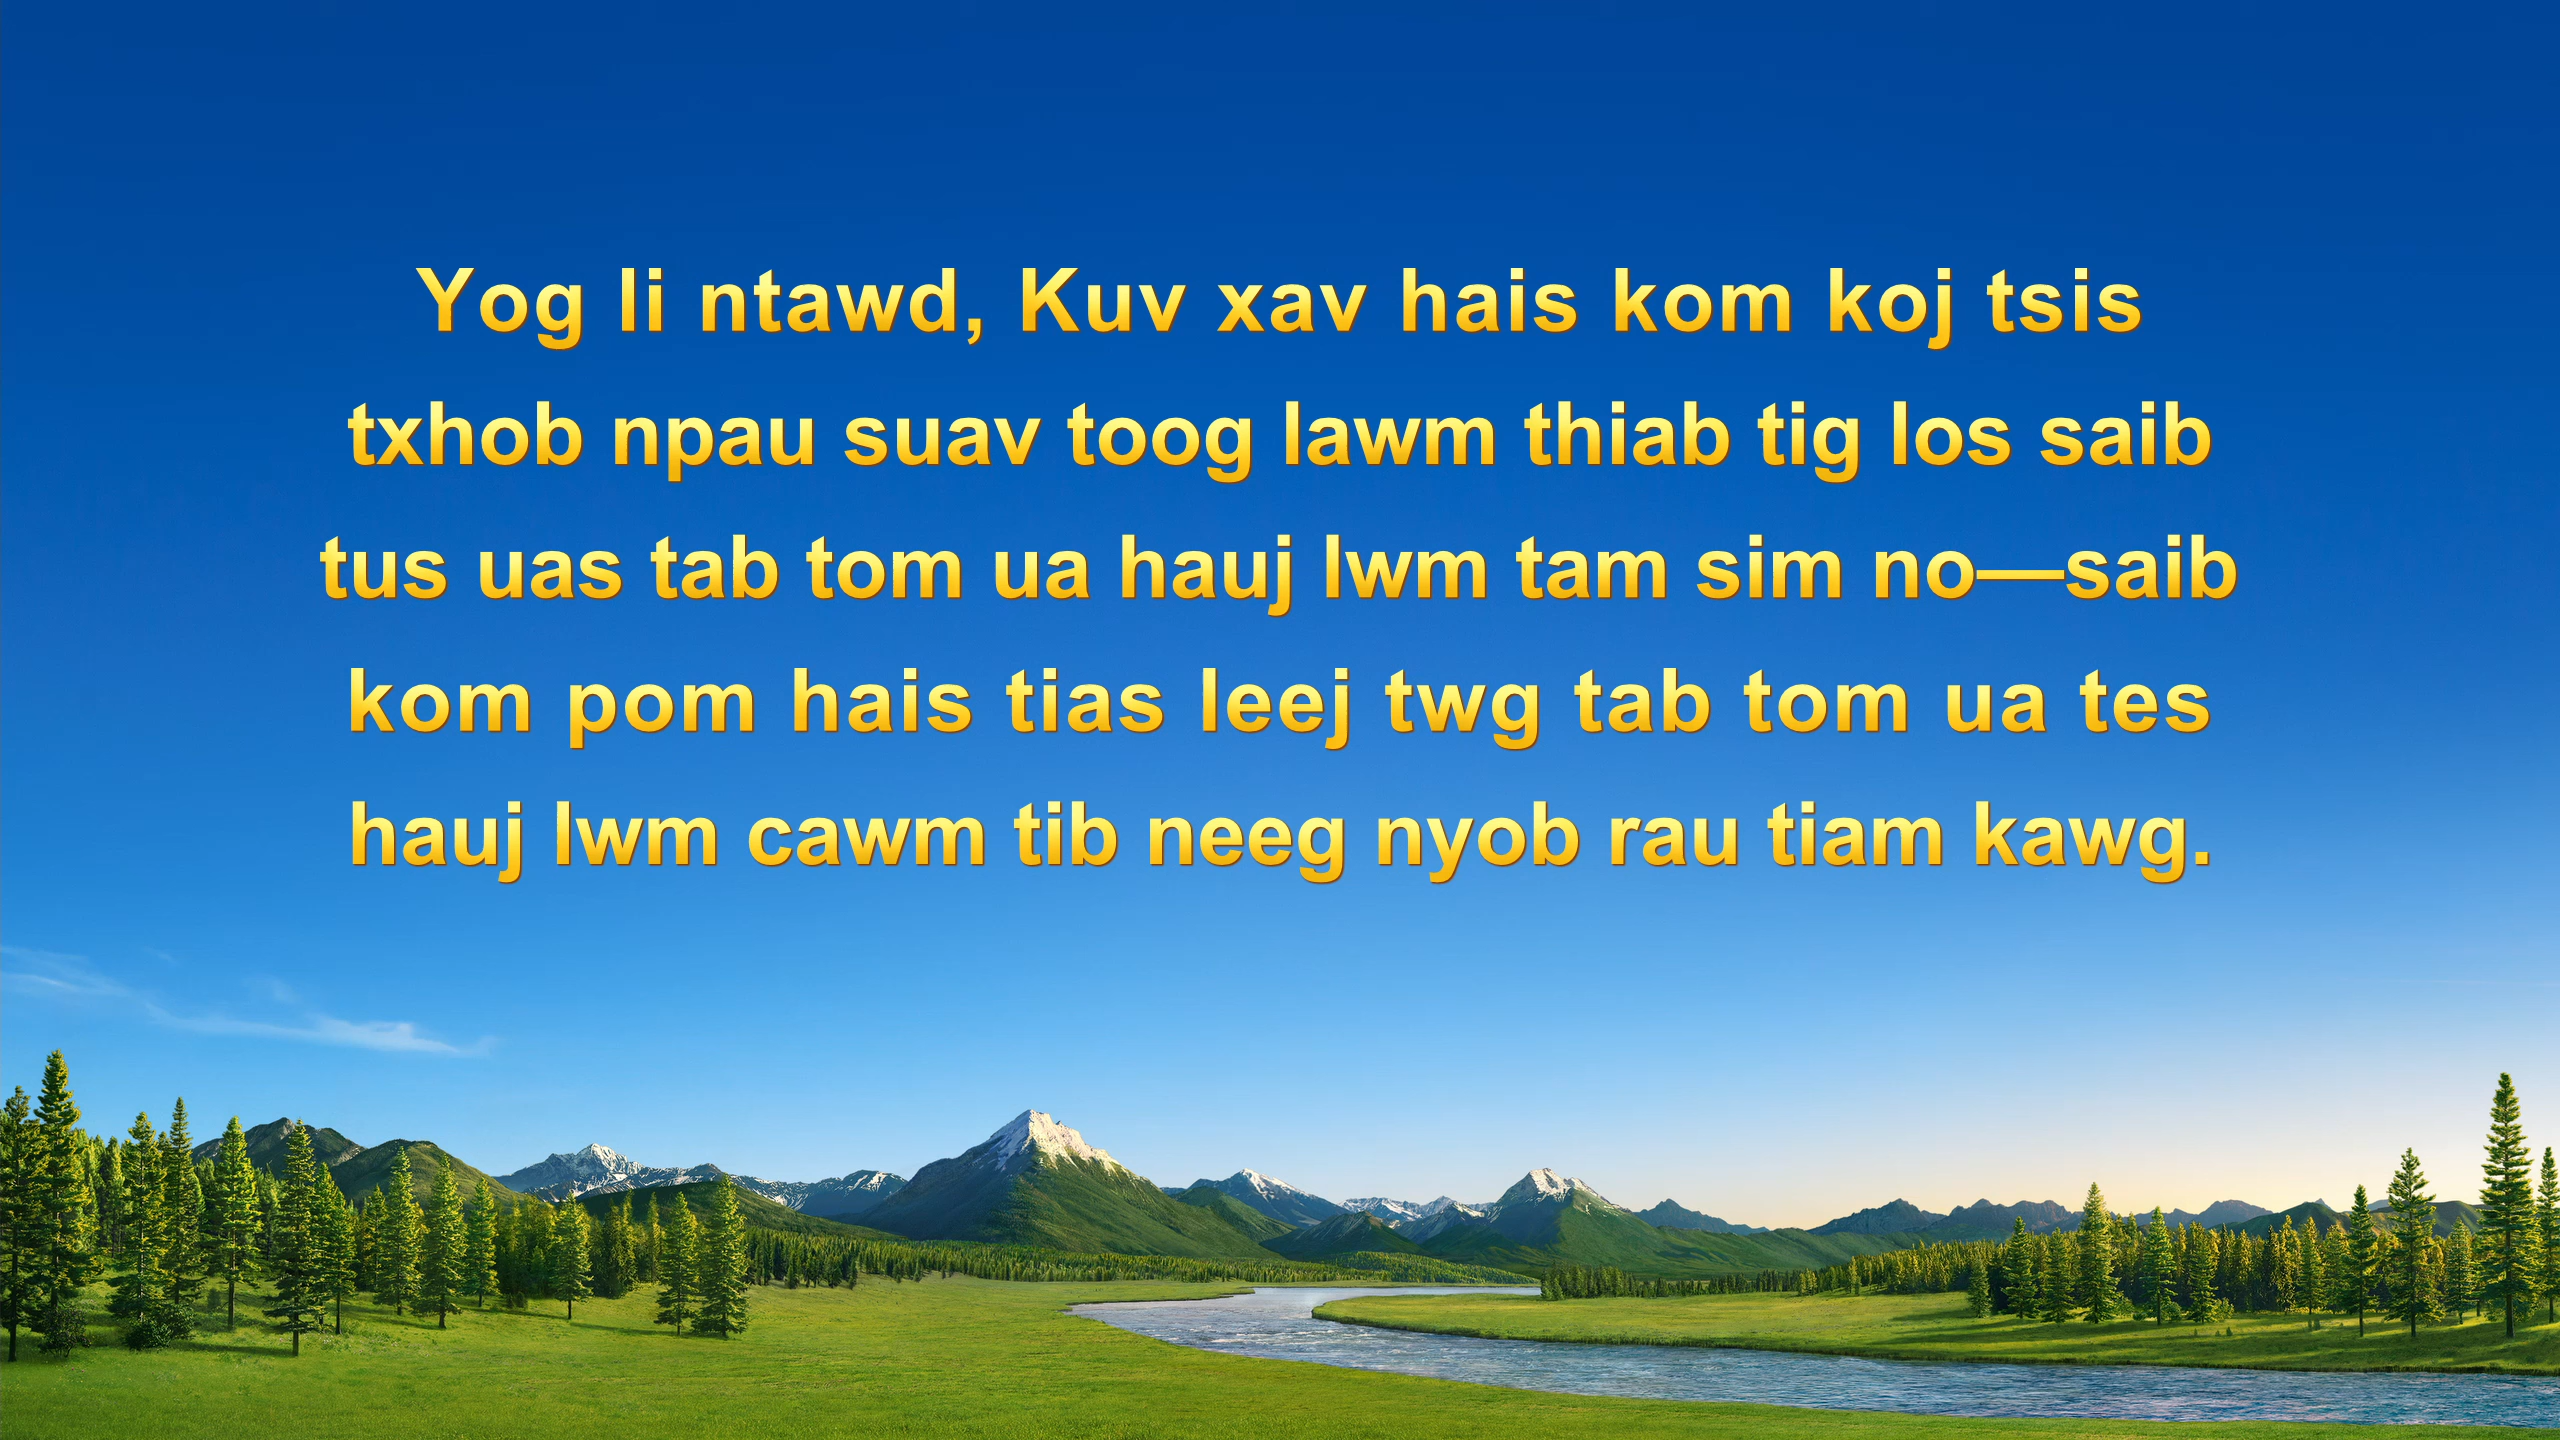 Yog li ntawd, Kuv xav hais kom koj tsis
txhob npau suav toog lawm thiab tig los saib
tus uas tab tom ua hauj lwm tam sim no—saib
kom pom hais tias leej twg tab tom ua tes
hauj lwm cawm tib neeg nyob rau tiam kawg.